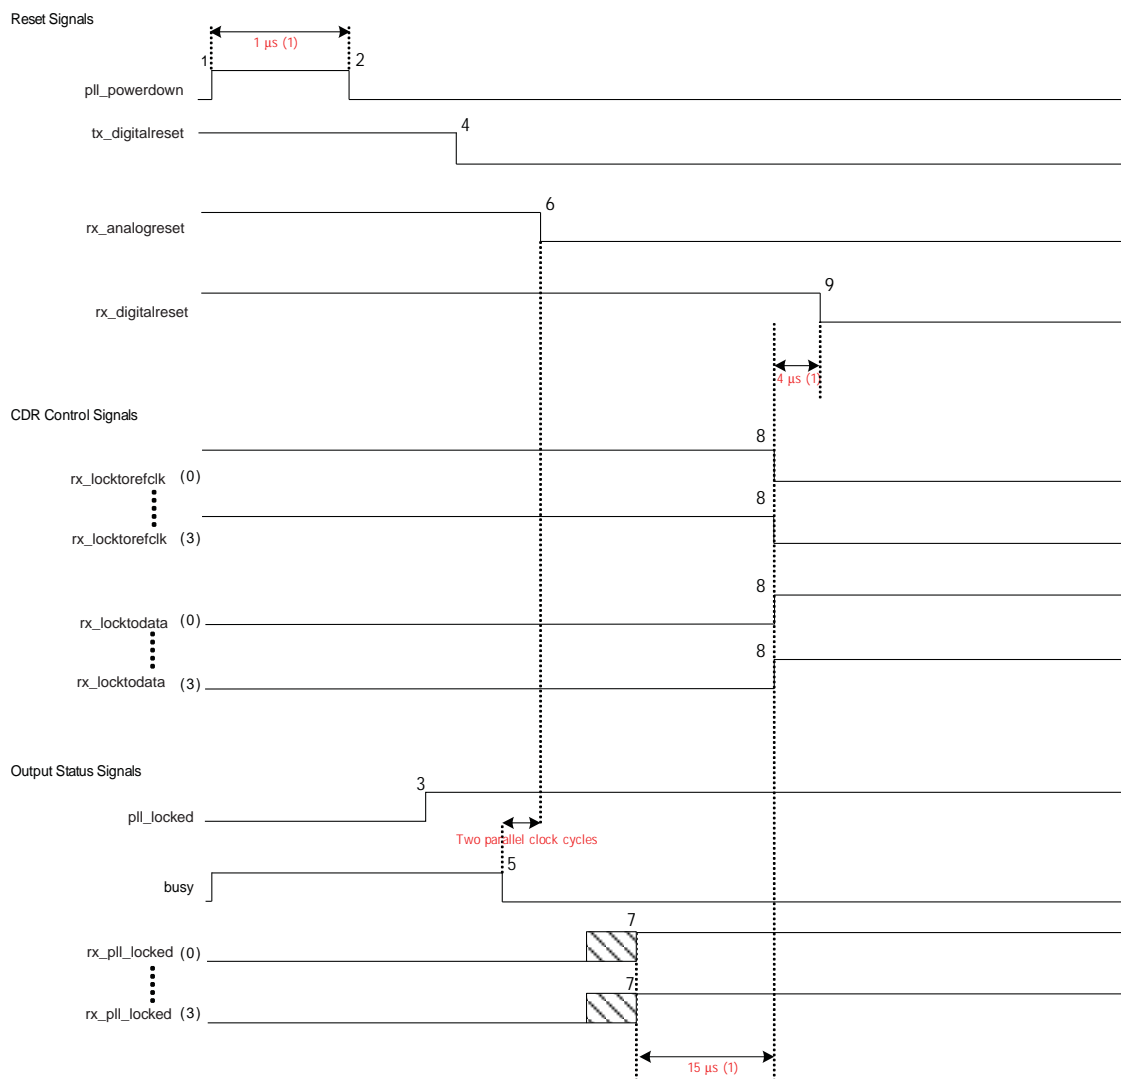 Reset Signals
1 μs (1)
1
2
pll_powerdown
4
tx_digitalreset
6
rx_analogreset
9
rx_digitalreset
4 μs (1)
CDR Control Signals
8
rx_locktorefclk (0)
8
rx_locktorefclk (3)
8
rx_locktodata (0)
8
rx_locktodata (3)
Output Status Signals
3
pll_locked
Two parallel clock cycles
5
busy
7
rx_pll_locked (0)
7
rx_pll_locked (3)
15 μs (1)